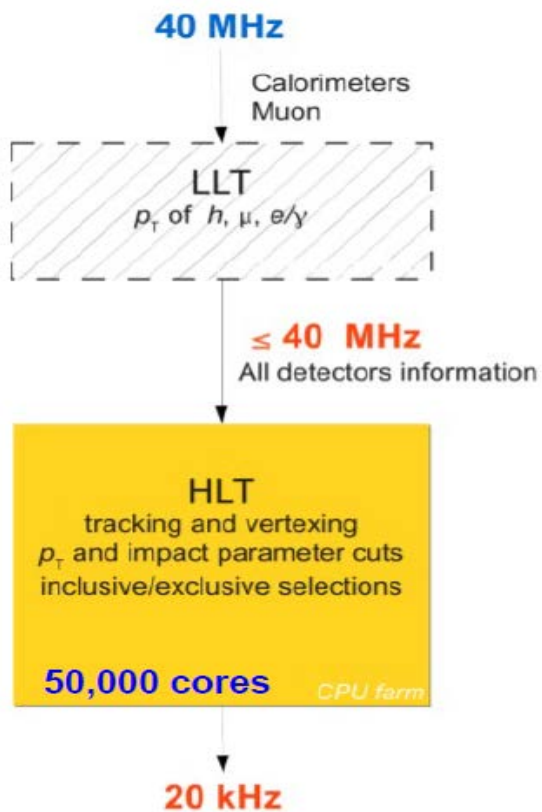 40 MHz
Calorimeters
Muon
LLT
pT of h, μ, e/γ
≤ 40 MHz
All detectors information
HLT
tracking and vertexing
pT and impact parameter cuts
inclusive/exclusive selections
50,000 cores
CPU farm
20 kHz